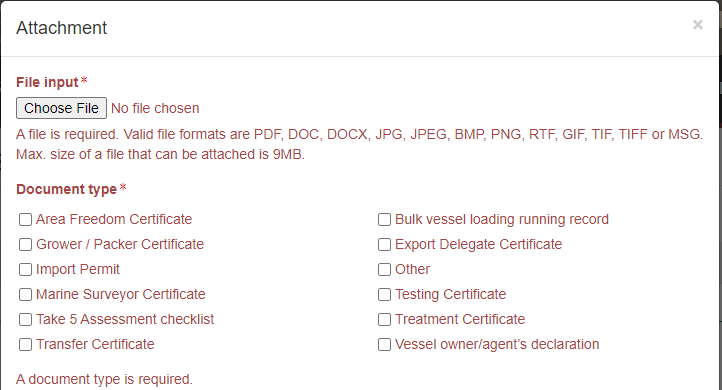 Attachment ×
File input*
Choose File No file chosen
A file is required. Valid file formats are PDF, DOC, DOCX, JPG, JPEG, BMP, PNG, RTF, GIF, TIF, TIFF or MSG.
Max. size of a file that can be attached is 9MB.
Document type*
Area Freedom Certificate Bulk vessel loading running record
Grower / Packer Certificate Export Delegate Certificate
Import Permit Other
Marine Surveyor Certificate Testing Certificate
Take 5 Assessment checklist Treatment Certificate
Transfer Certificate Vessel owner/agent's declaration
A document type is required.